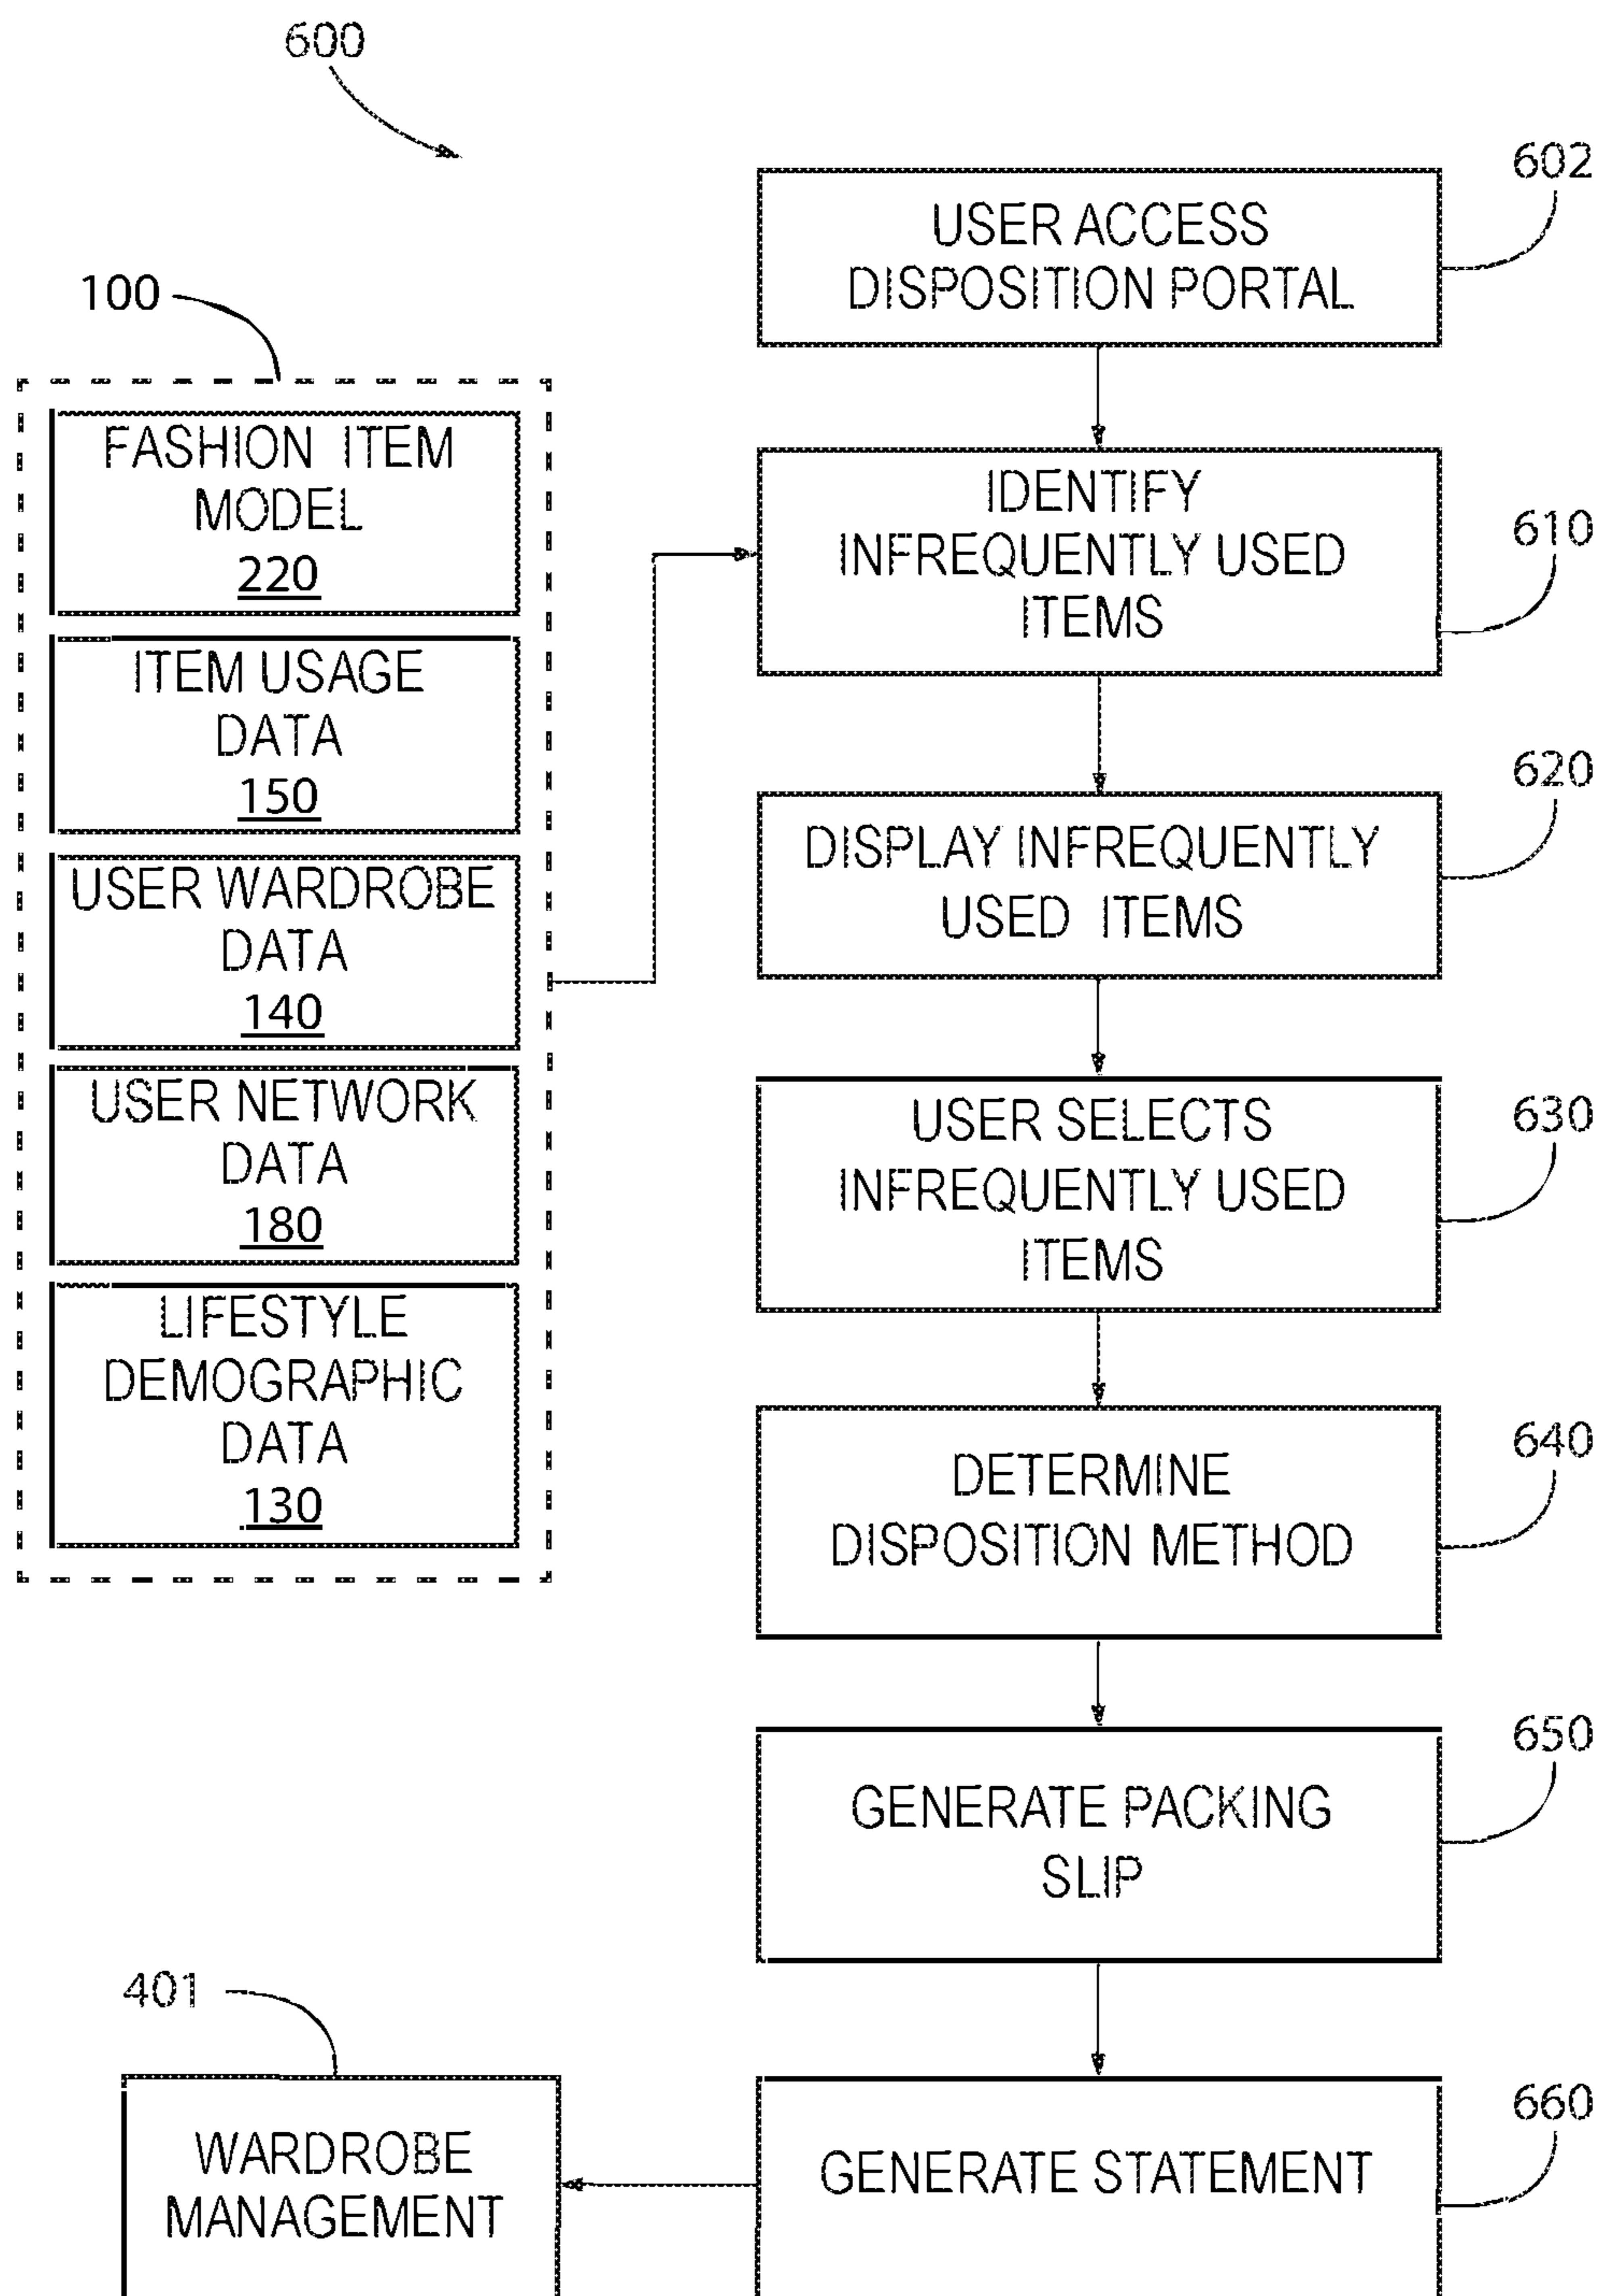 600
602
USER ACCESS
DISPOSITION PORTAL
100
FASHION ITEM
MODEL
220
ITEM USAGE
DATA
150
USER WARDROBE
DATA
140
USER NETWORK
DATA
180
LIFESTYLE
DEMOGRAPHIC
DATA
130
IDENTIFY
INFREQUENTLY USED
ITEMS
610
DISPLAY INFREQUENTLY
USED ITEMS
620
USER SELECTS
INFREQUENTLY USED
ITEMS
630
DETERMINE
DISPOSITION METHOD
640
GENERATE PACKING
SLIP
650
GENERATE STATEMENT
660
401
WARDROBE
MANAGEMENT